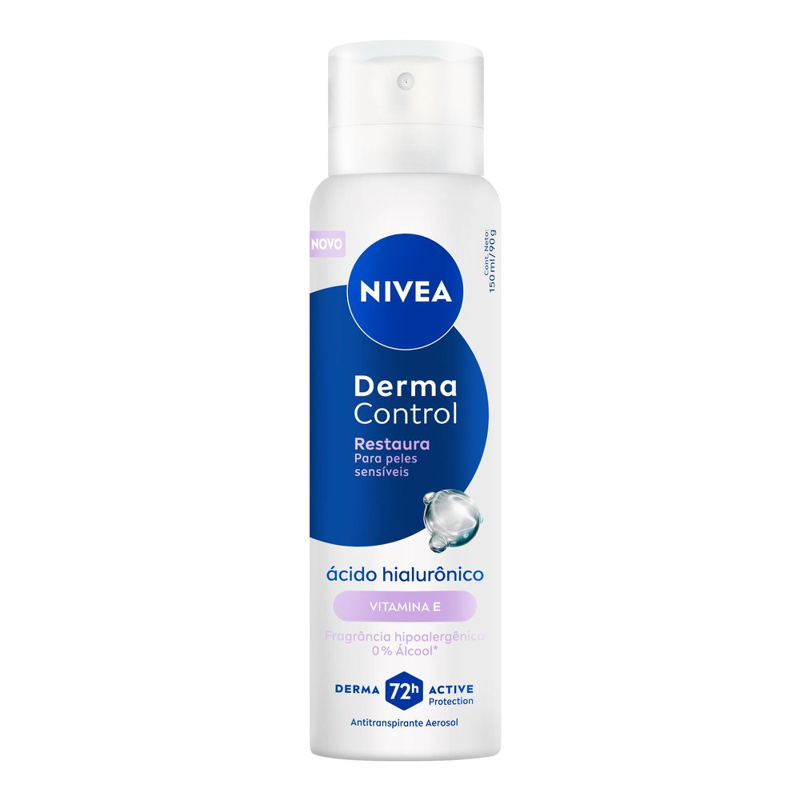 NOVO
Cont. Neto:
150 ml/90g
NIVEA
Derma
Control
Restaura
Para peles
sensíveis
ácido hialurônico
VITAMINA E
Fragrância hipoalergênica
0% Álcool*
DERMA 72h ACTIVE
Protection
Antitranspirante Aerosol